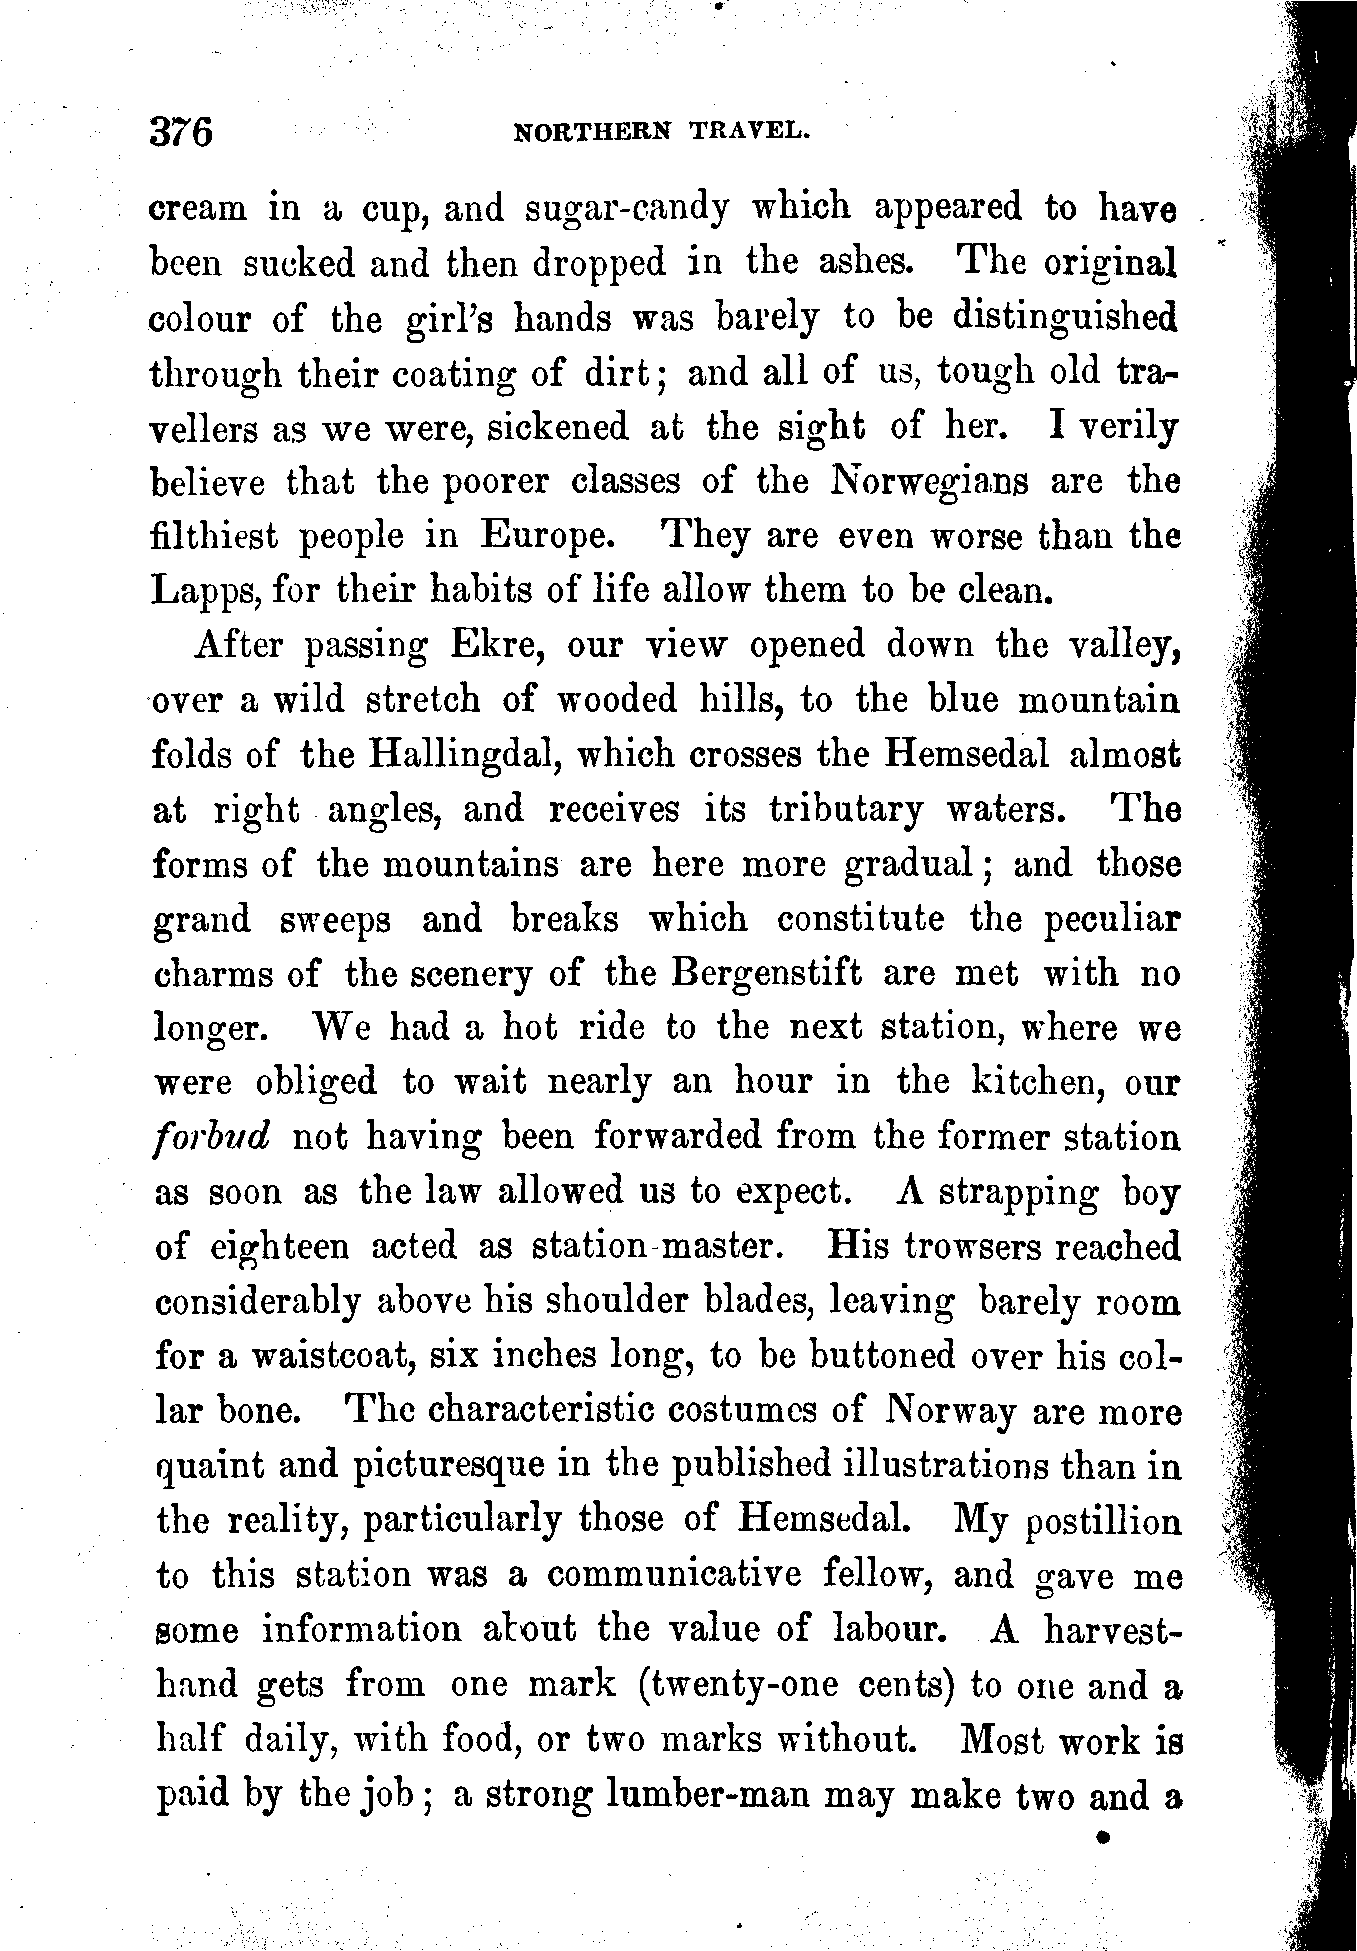 376 NORTHERN TRAVEL.
cream in a cup, and sugar-candy which appeared to have
been sucked and then dropped in the ashes. The original
colour of the girl's hands was barely to be distinguished
through their coating of dirt; and all of us, tough old tra-
vellers as we were, sickened at the sight of her. I verily
believe that the poorer classes of the Norwegians are the
filthiest people in Europe. They are even worse than the
Lapps, for their habits of life allow them to be clean.
After passing Ekre, our view opened down the valley,
over a wild stretch of wooded hills, to the blue mountain
folds of the Hallingdal, which crosses the Hemsedal almost
at right angles, and receives its tributary waters. The
forms of the mountains are here more gradual; and those
grand sweeps and breaks which constitute the peculiar
charms of the scenery of the Bergenstift are met with no
longer. We had a hot ride to the next station, where we
were obliged to wait nearly an hour in the kitchen, our
forbud not having been forwarded from the former station
as soon as the law allowed us to expect. A strapping boy
of eighteen acted as station-master. His trowsers reached
considerably above his shoulder blades, leaving barely room
for a waistcoat, six inches long, to be buttoned over his col-
lar bone. The characteristic costumes of Norway are more
quaint and picturesque in the published illustrations than in
the reality, particularly those of Hemsedal. My postillion
to this station was a communicative fellow, and gave me
some information about the value of labour. A harvest-
hand gets from one mark (twenty-one cents) to one and a
half daily, with food, or two marks without. Most work is
paid by the job; a strong lumber-man may make two and a